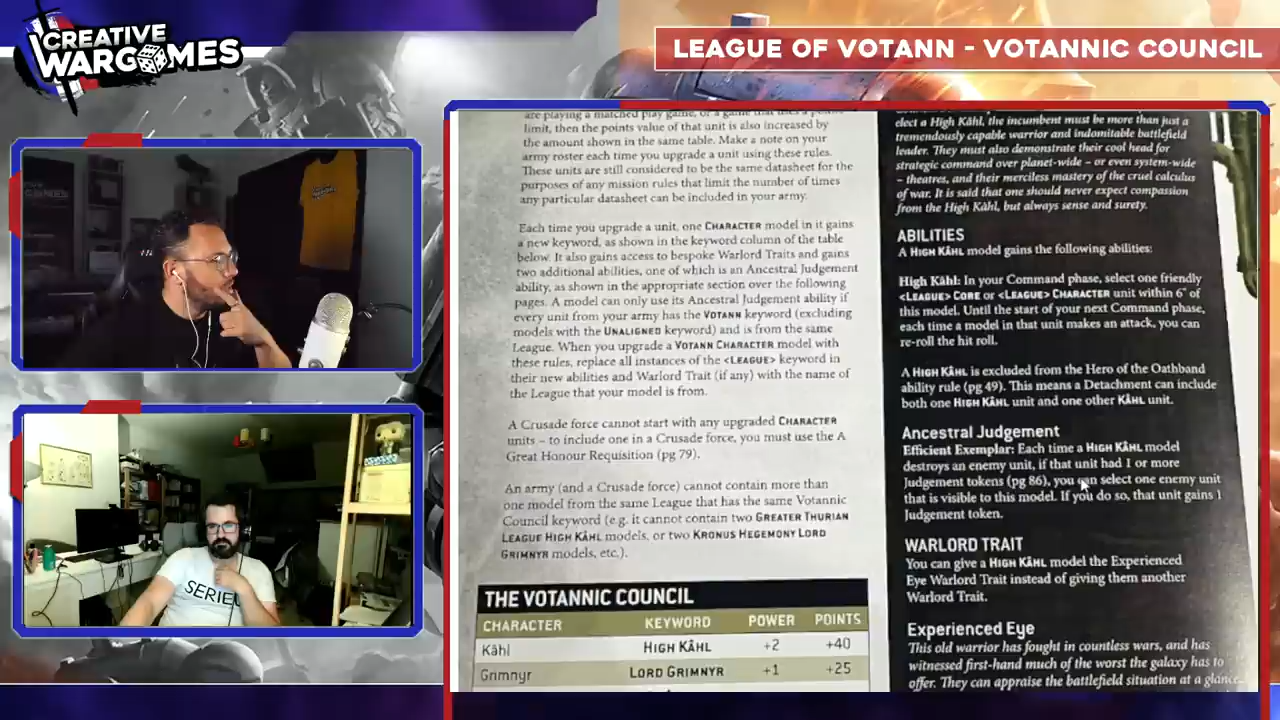 CREATIVE
WARGAMES
LEAGUE OF VOTANN - VOTANNIC COUNCIL
SERIE
are playing a matched play game, or a game that uses a points
limit, then the points value of that unit is also increased by
the amount shown in the same table. Make a note on your
army roster each time you upgrade a unit using these rules.
These units are still considered to be the same datasheet for the
purposes of any mission rules that limit the number of times
any particular datasheet can be included in your army.
Each time you upgrade a unit, one CHARACTER model in it gains
a new keyword, as shown in the keyword column of the table
below. It also gains access to bespoke Warlord Traits and gains
two additional abilities, one of which is an Ancestral Judgement
ability, as shown in the appropriate section over the following
pages. A model can only use its Ancestral Judgement ability if
every unit from your army has the VOTANN keyword (excluding
models with the UNALIGNED keyword) and is from the same
League. When you upgrade a VOTANN CHARACTER model with
these rules, replace all instances of the <LEAGUE> keyword in
their new abilities and Warlord Trait (if any) with the name of
the League that your model is from.
A Crusade force cannot start with any upgraded CHARACTER
units – to include one in a Crusade force, you must use the A
Great Honour Requisition (pg 79).
An army (and a Crusade force) cannot contain more than
one model from the same League that has the same Votannic
Council keyword (e.g. it cannot contain two GREATER THURIAN
LEAGUE HIGH KÂHL models, or two KRONUS HEGEMONY LORD
GRIMNYR models, etc.).
THE VOTANNIC COUNCIL
CHARACTER KEYWORD POWER POINTS
Kâhl HIGH KÂHL +2 +40
Grimnyr LORD GRIMNYR +1 +25
elect a High Kâhl, the incumbent must be more than just a
tremendously capable warrior and indomitable battlefield
leader. They must also demonstrate their cool head for
strategic command over planet-wide – or even system-wide
– theatres, and their merciless mastery of the cruel calculus
of war. It is said that one should never expect compassion
from the High Kâhl, but always sense and surety.
ABILITIES
A HIGH KÂHL model gains the following abilities:
High Kâhl: In your Command phase, select one friendly
<LEAGUE> CORE or <LEAGUE> CHARACTER unit within 6" of
this model. Until the start of your next Command phase,
each time a model in that unit makes an attack, you can
re-roll the hit roll.
A HIGH KÂHL is excluded from the Hero of the Oathband
ability rule (pg 49). This means a Detachment can include
both one HIGH KÂHL unit and one other KÂHL unit.
Ancestral Judgement
Efficient Exemplar: Each time a HIGH KÂHL model
destroys an enemy unit, if that unit had 1 or more
Judgement tokens (pg 86), you can select one enemy unit
that is visible to this model. If you do so, that unit gains 1
Judgement token.
WARLORD TRAIT
You can give a HIGH KÂHL model the Experienced
Eye Warlord Trait instead of giving them another
Warlord Trait.
Experienced Eye
This old warrior has fought in countless wars, and has
witnessed first-hand much of the worst the galaxy has to
offer. They can appraise the battlefield situation at a glance